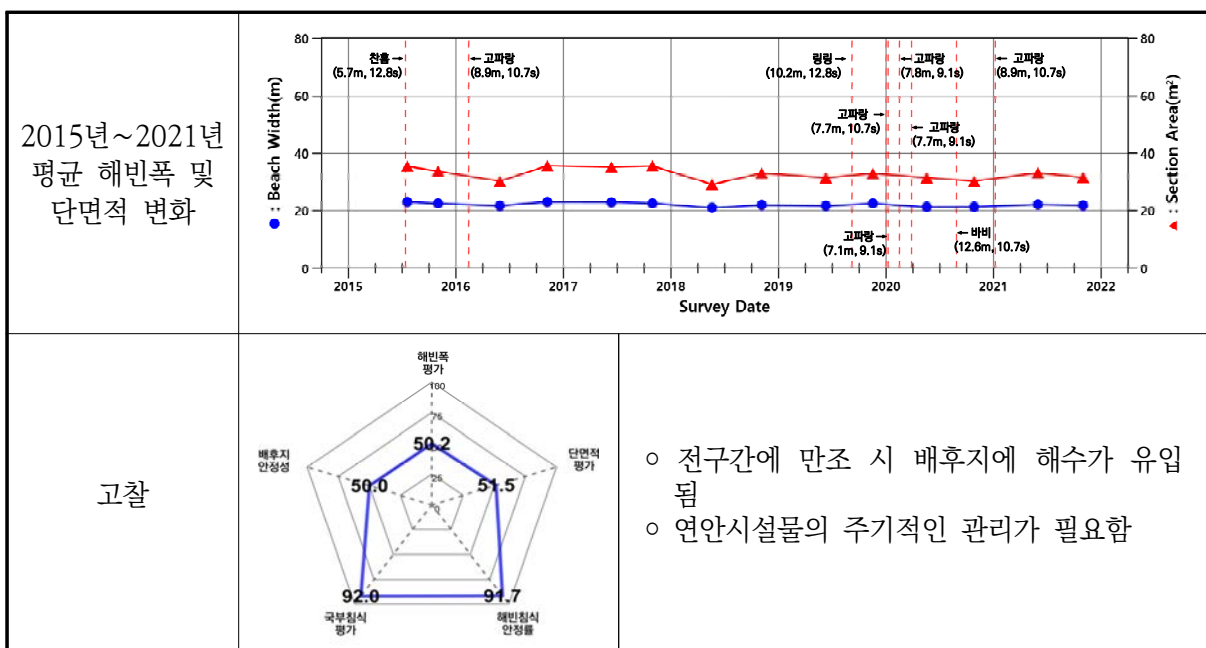 2015년~2021년
평균 해빈폭 및
단면적 변화
● : Beach Width(m)
80
60
40
20
0
찬홈
(5.7m, 12.8s)
고파랑
(8.9m, 10.7s)
링링
(10.2m, 12.8s)
고파랑
(7.8m, 9.1s)
고파랑
(8.9m, 10.7s)
고파랑
(7.7m, 10.7s)
고파랑
(7.7m, 9.1s)
고파랑
(7.1m, 9.1s)
바비
(12.6m, 10.7s)
80
60
40
20
0
▲ : Section Area(m²)
2015 2016 2017 2018 2019 2020 2021 2022
Survey Date
고찰
해빈폭
평가
100
75
50.2
25
0
단면적
평가
51.5
배후지
안정성
50.0
92.0
국부침식
평가
91.7
해빈침식
안정률
○ 전구간에 만조 시 배후지에 해수가 유입
됨
○ 연안시설물의 주기적인 관리가 필요함